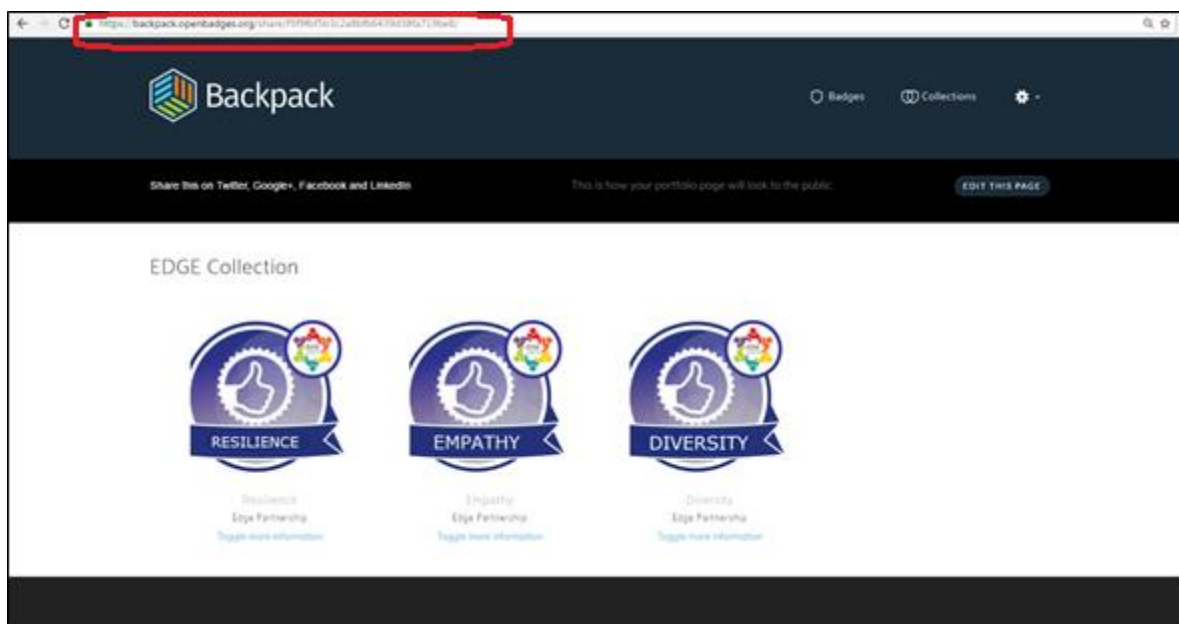 backpack.openbadges.org/share/
Backpack
Badges Collections
Share this on Twitter, Google+, Facebook and LinkedIn This is how your portfolio page will look to the public. EDIT THIS PAGE
EDGE Collection
RESILIENCE EMPATHY DIVERSITY
Resilience Empathy Diversity
Edge Partnership Edge Partnership Edge Partnership
Toggle more information Toggle more information Toggle more information